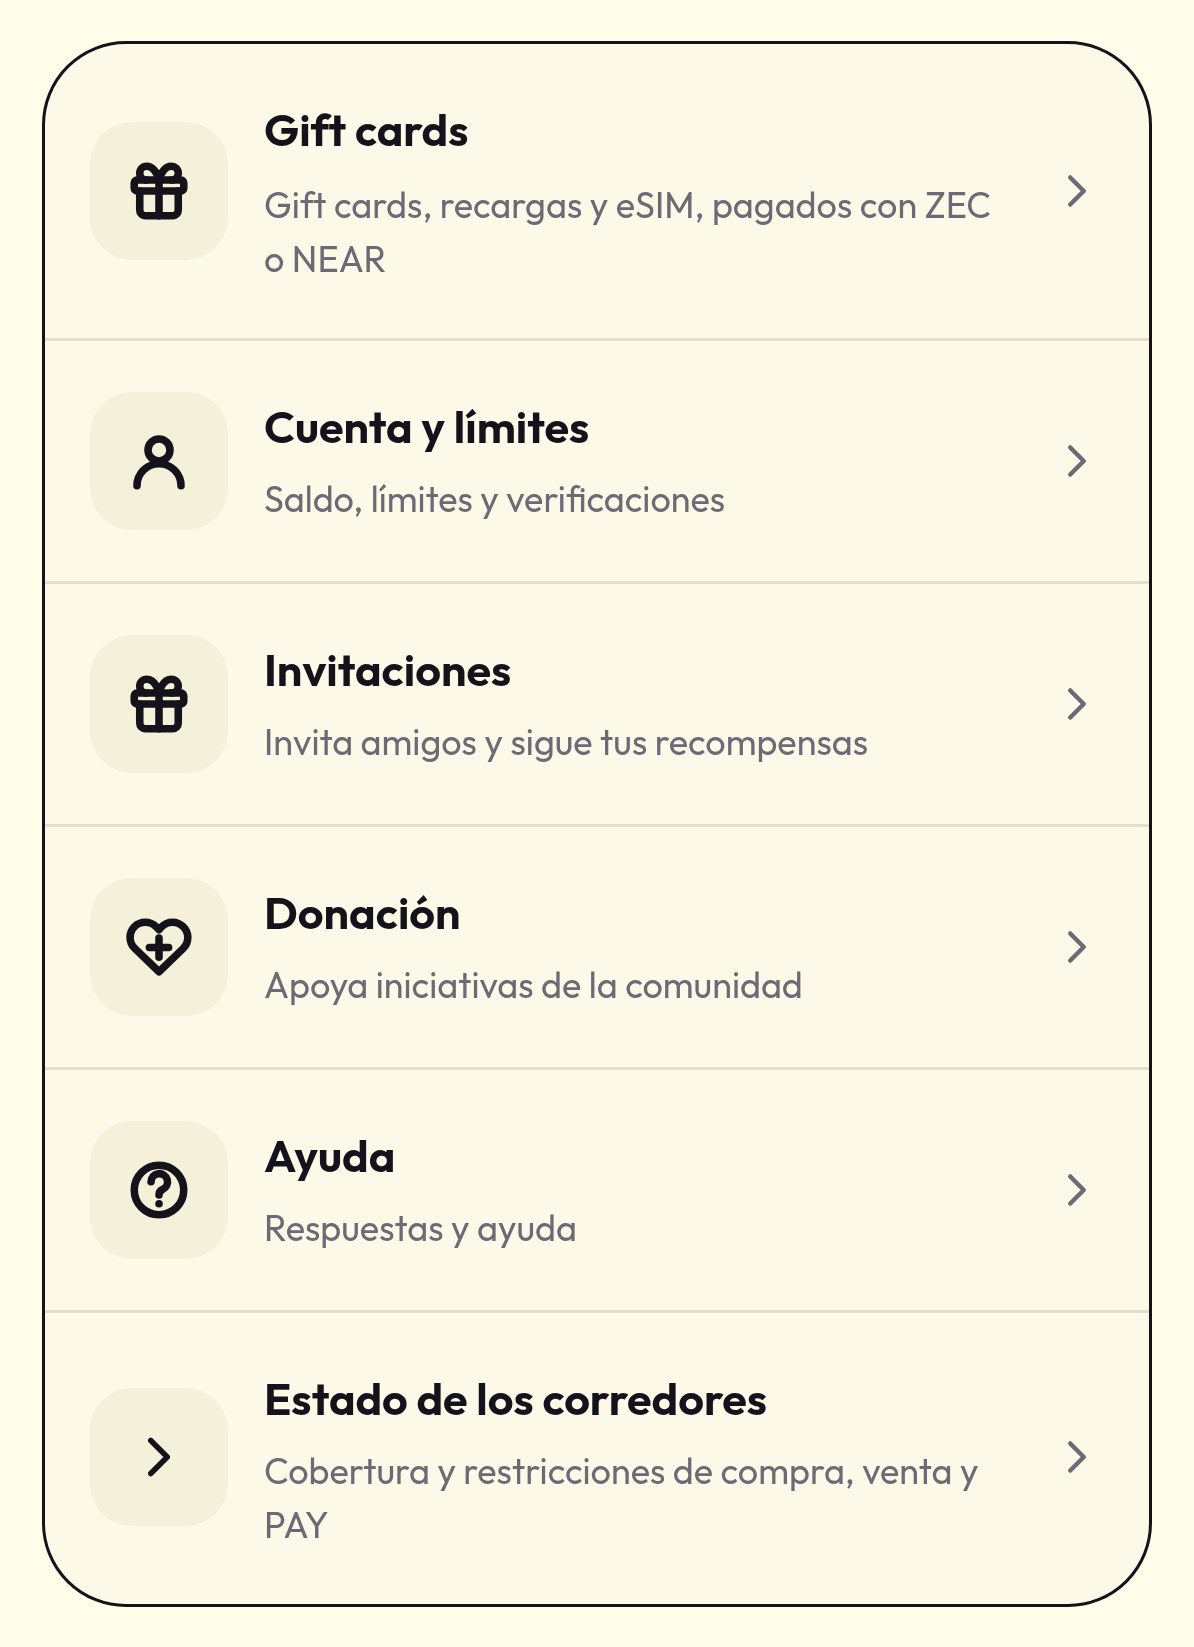 Gift cards
Gift cards, recargas y eSIM, pagados con ZEC
o NEAR
Cuenta y límites
Saldo, límites y verificaciones
Invitaciones
Invita amigos y sigue tus recompensas
Donación
Apoya iniciativas de la comunidad
Ayuda
Respuestas y ayuda
Estado de los corredores
Cobertura y restricciones de compra, venta y
PAY